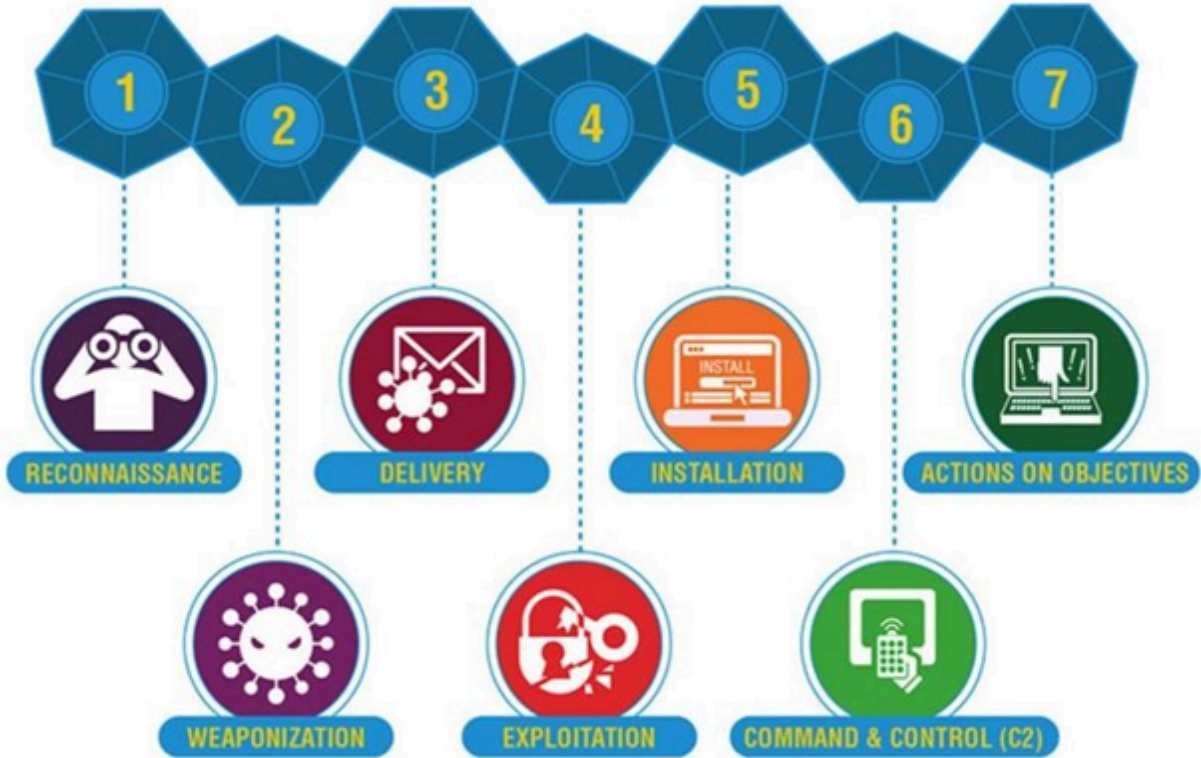 1
2
3
4
5
6
7
INSTALL
RECONNAISSANCE
DELIVERY
INSTALLATION
ACTIONS ON OBJECTIVES
WEAPONIZATION
EXPLOITATION
COMMAND & CONTROL (C2)